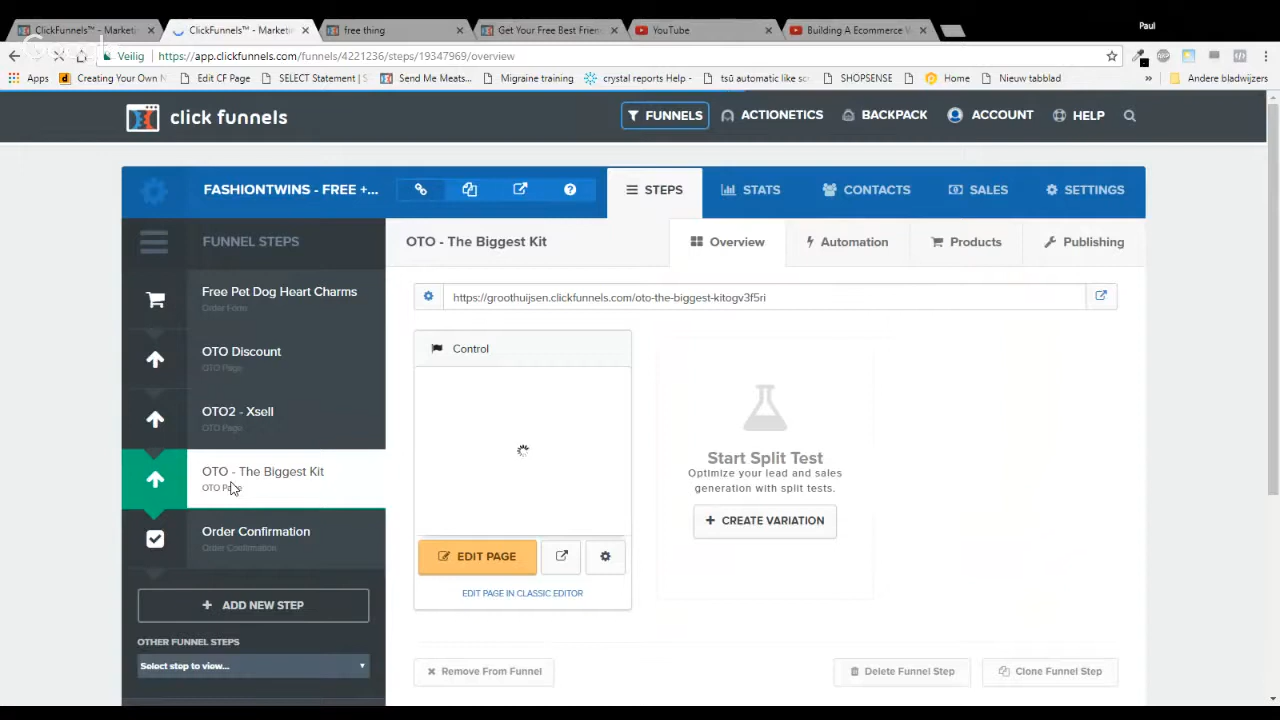 Paul
ClickFunnels™ - Marketi
ClickFunnels™ - Marketi
free thing
Get Your Free Best Frien
YouTube
Building A Ecommerce W
Veilig
https://app.clickfunnels.com/funnels/4221236/steps/19347969/overview
Apps
Creating Your Own
Edit CF Page
SELECT Statement |
Send Me Meats...
Migraine training
crystal reports Help -
automatic like
SHOPSENSE
Home
Nieuw tabblad
»
Andere bladwijzers
click funnels
FUNNELS
ACTIONETICS
BACKPACK
ACCOUNT
HELP
FASHIONTWINS - FREE +...
STEPS
STATS
CONTACTS
SALES
SETTINGS
FUNNEL STEPS
OTO - The Biggest Kit
Overview
Automation
Products
Publishing
Free Pet Dog Heart Charms
Order Form
https://groothuijsen.clickfunnels.com/oto-the-biggest-kitogv3f5ri
OTO Discount
OTO Page
Control
OTO2 - Xsell
OTO Page
OTO - The Biggest Kit
OTO
Start Split Test
Optimize your lead and sales
generation with split tests.
+ CREATE VARIATION
Order Confirmation
Order Confirmation
EDIT PAGE
EDIT PAGE IN CLASSIC EDITOR
+ ADD NEW STEP
OTHER FUNNEL STEPS
Select step to view...
Remove From Funnel
Delete Funnel Step
Clone Funnel Step